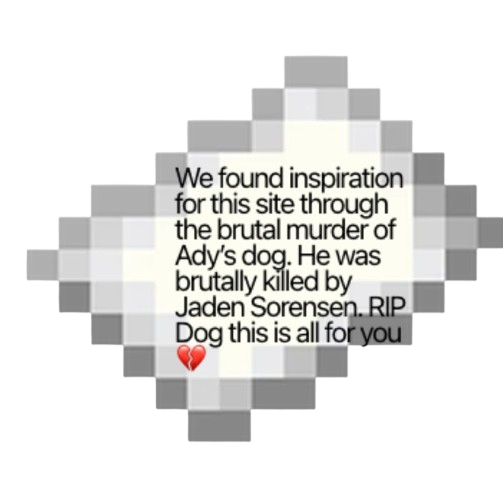 We found inspiration
for this site through
the brutal murder of
Ady’s dog. He was
brutally killed by
Jaden Sorensen. RIP
Dog this is all for you
💔